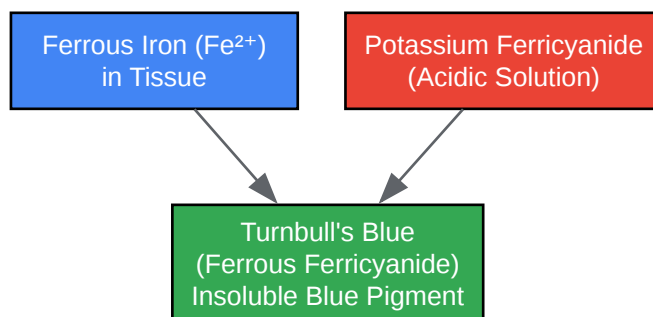 Ferrous Iron (Fe²⁺)
in Tissue
Potassium Ferricyanide
(Acidic Solution)
Turnbull's Blue
(Ferrous Ferricyanide)
Insoluble Blue Pigment